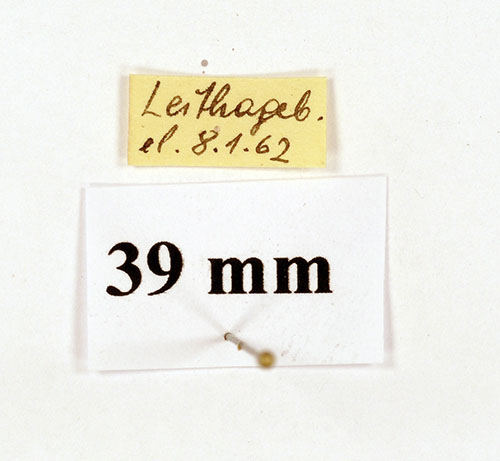 Leithageb.
el. 8.1.62
39 mm